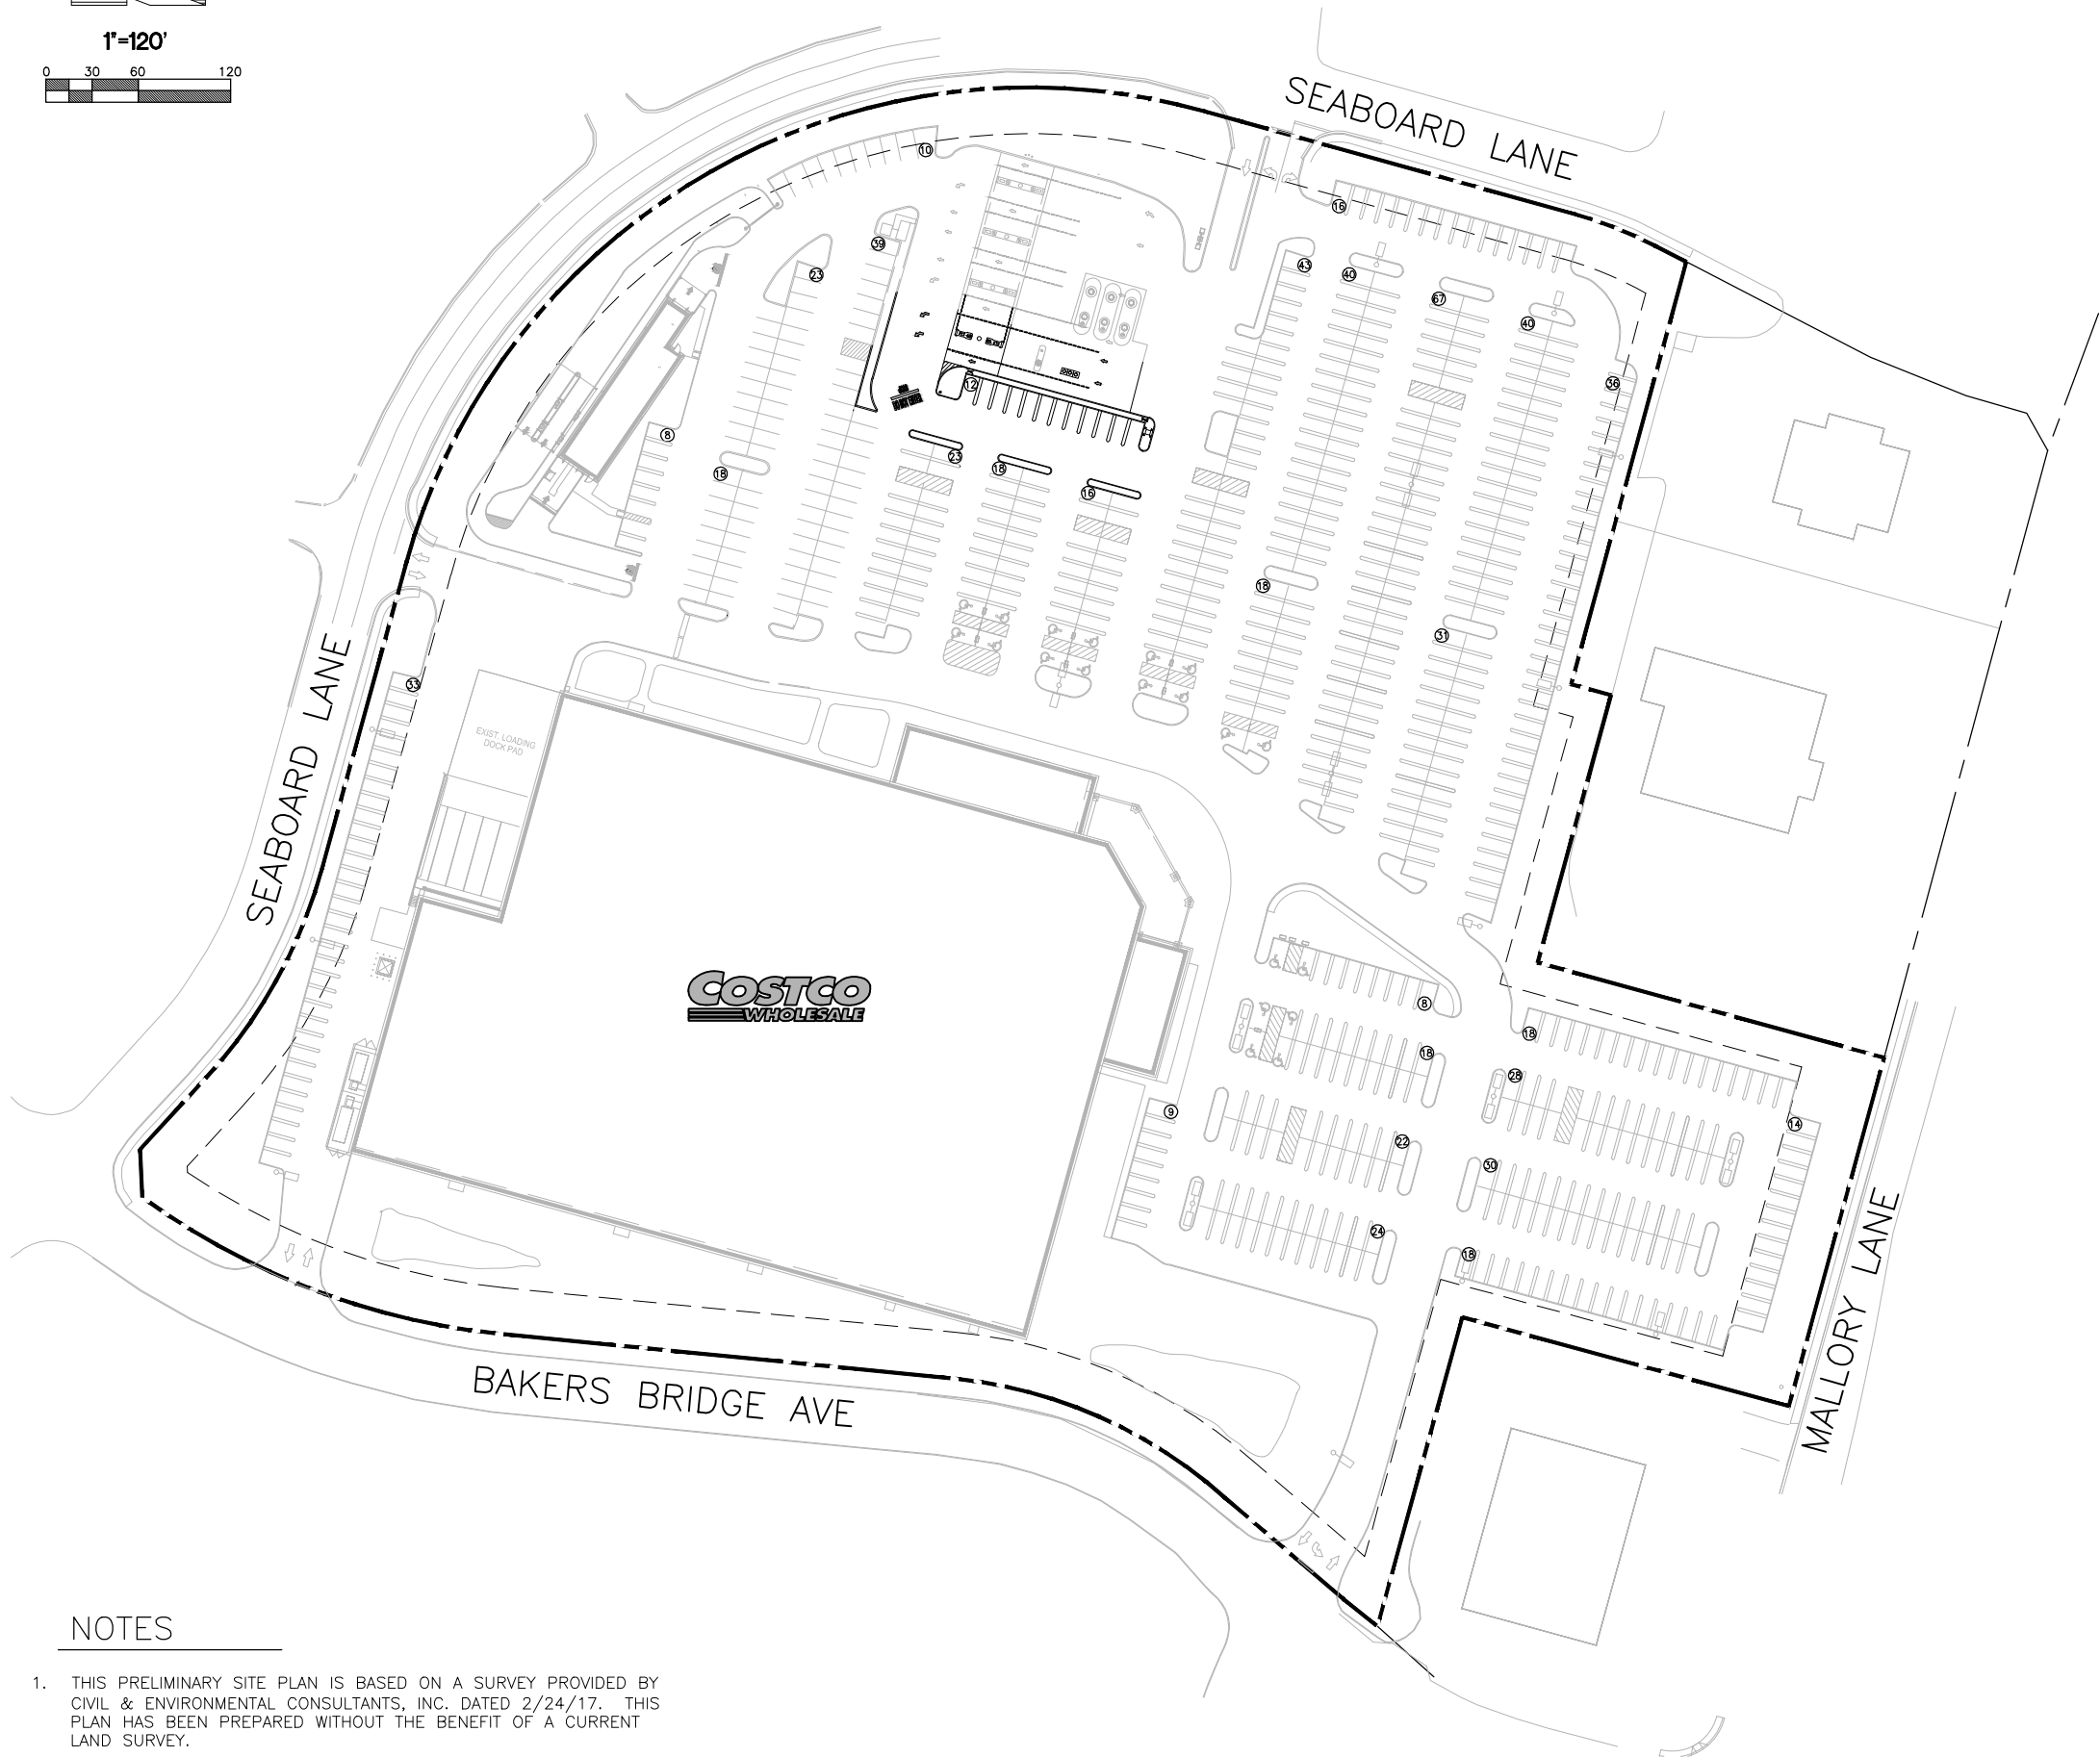 1"=120'
0 30 60 120
SEABOARD LANE
10
16
39
23
43
40
67
40
12
36
8
18
23
18
16
18
31
SEABOARD LANE
33
EXIST. LOADING
DOCK PAD
COSTCO
WHOLESALE
8
18
18
28
9
14
22
30
24
18
MALLORY LANE
BAKERS BRIDGE AVE
NOTES
1. THIS PRELIMINARY SITE PLAN IS BASED ON A SURVEY PROVIDED BY
CIVIL & ENVIRONMENTAL CONSULTANTS, INC. DATED 2/24/17. THIS
PLAN HAS BEEN PREPARED WITHOUT THE BENEFIT OF A CURRENT
LAND SURVEY.